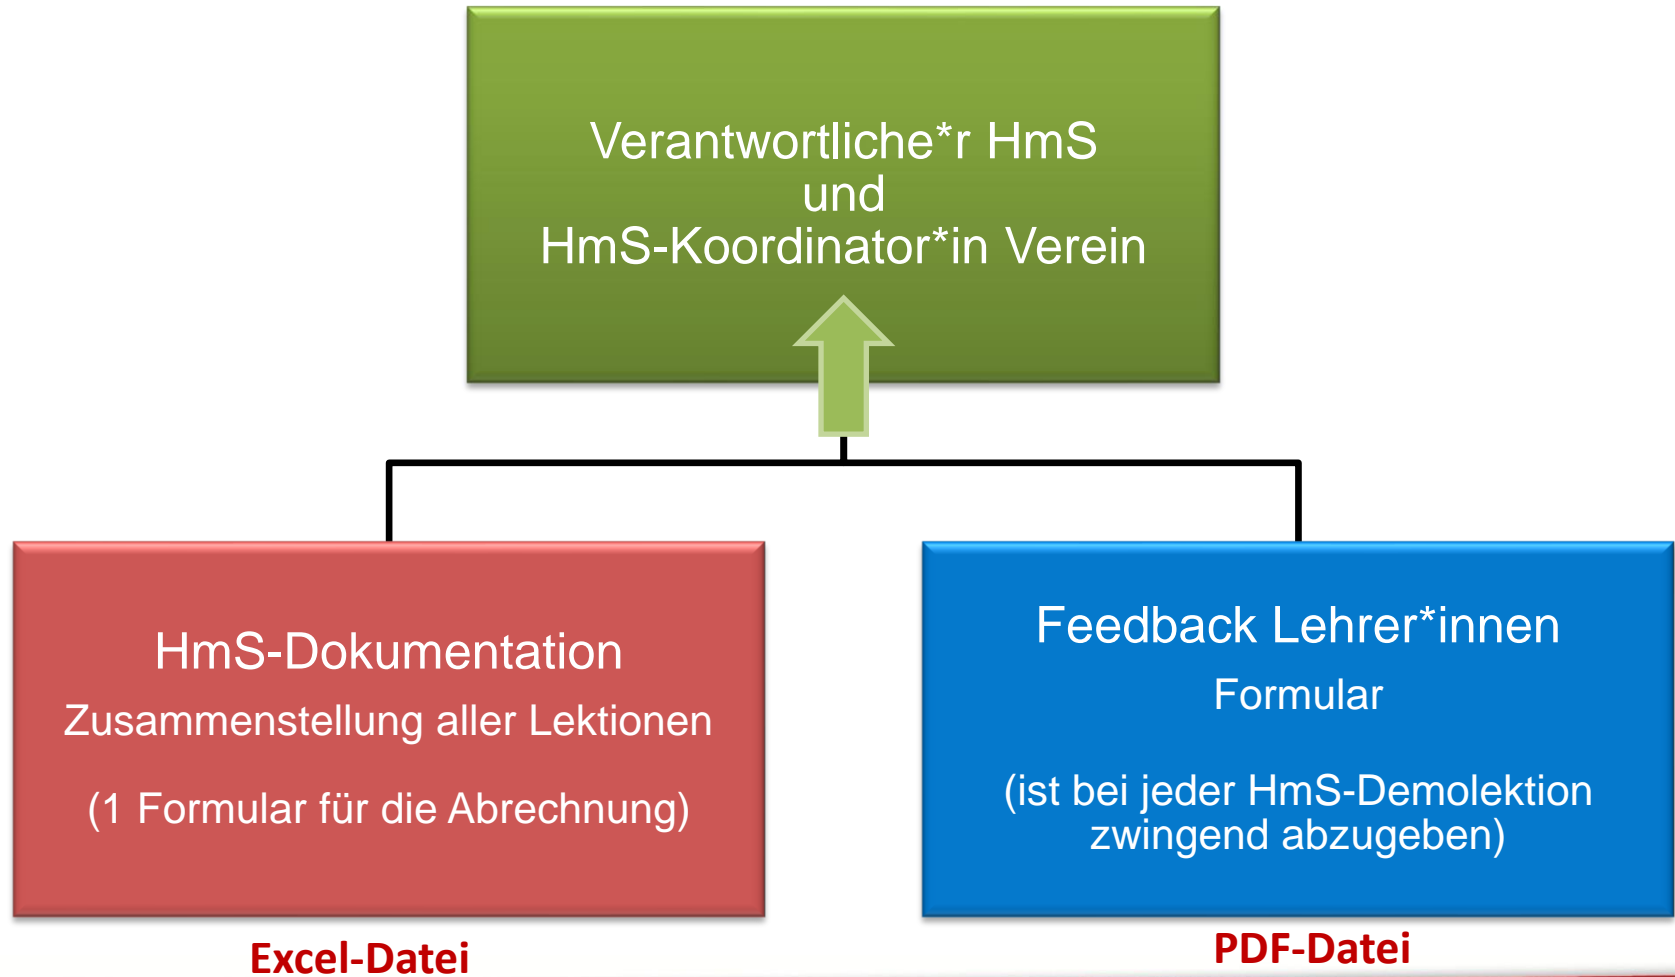 Verantwortliche*r HmS
und
HmS-Koordinator*in Verein
HmS-Dokumentation
Zusammenstellung aller Lektionen
(1 Formular für die Abrechnung)
Excel-Datei
Feedback Lehrer*innen
Formular
(ist bei jeder HmS-Demolektion
zwingend abzugeben)
PDF-Datei